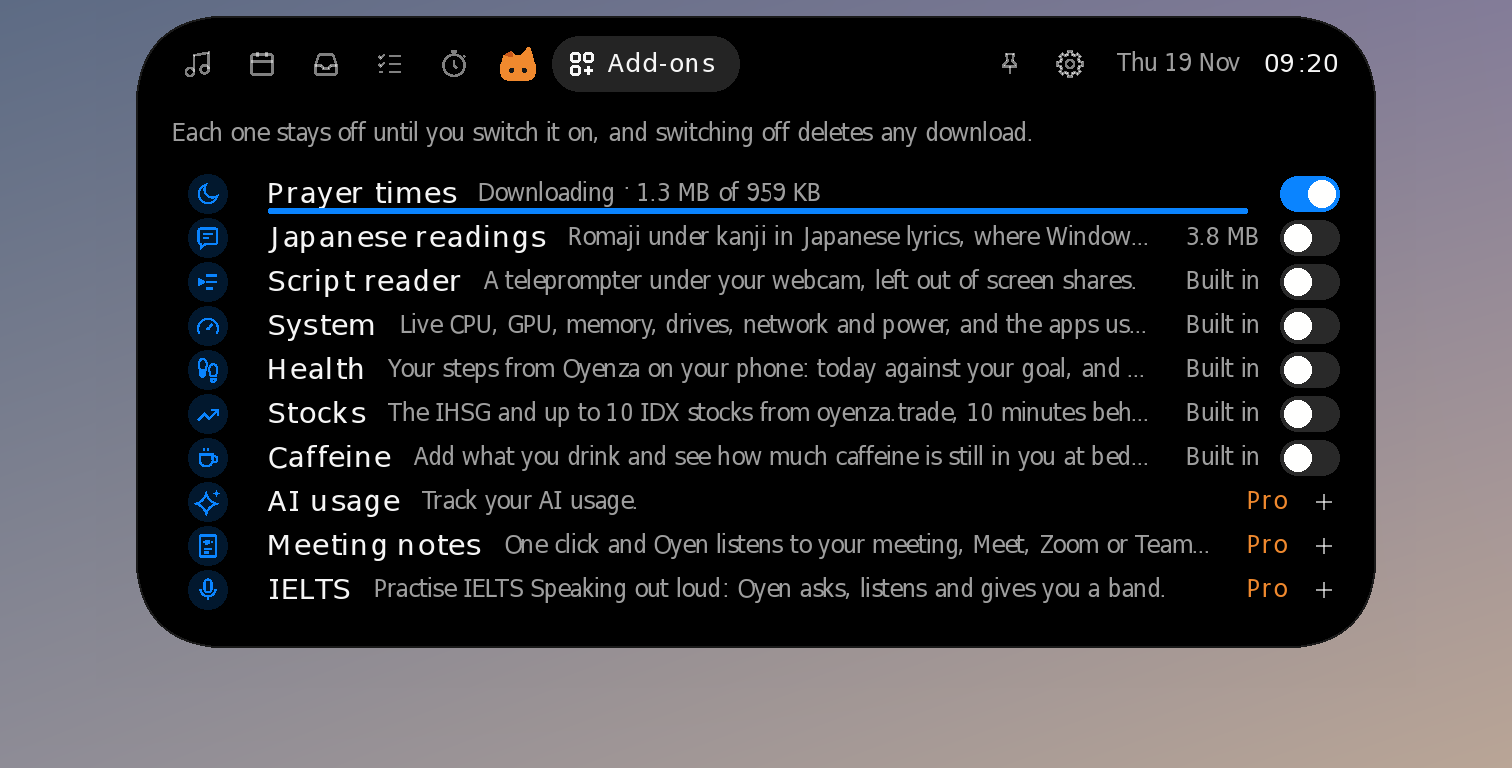 Add-ons Thu 19 Nov 09:20
Each one stays off until you switch it on, and switching off deletes any download.
Prayer times Downloading · 1.3 MB of 959 KB
Japanese readings Romaji under kanji in Japanese lyrics, where Window... 3.8 MB
Script reader A teleprompter under your webcam, left out of screen shares. Built in
System Live CPU, GPU, memory, drives, network and power, and the apps us... Built in
Health Your steps from Oyenza on your phone: today against your goal, and ... Built in
Stocks The IHSG and up to 10 IDX stocks from oyenza.trade, 10 minutes beh... Built in
Caffeine Add what you drink and see how much caffeine is still in you at bed... Built in
AI usage Track your AI usage. Pro
Meeting notes One click and Oyen listens to your meeting, Meet, Zoom or Team... Pro
IELTS Practise IELTS Speaking out loud: Oyen asks, listens and gives you a band. Pro